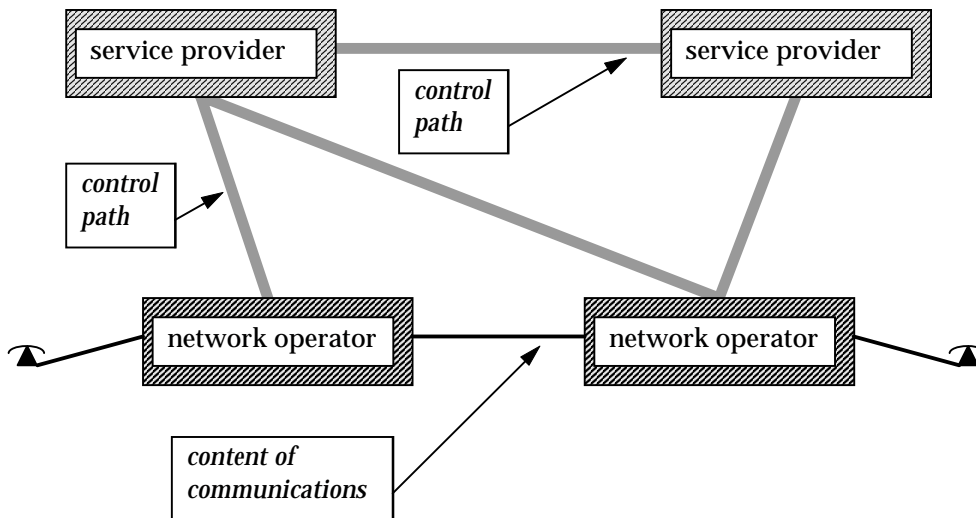 service provider
service provider
control
path
control
path
network operator
network operator
content of
communications